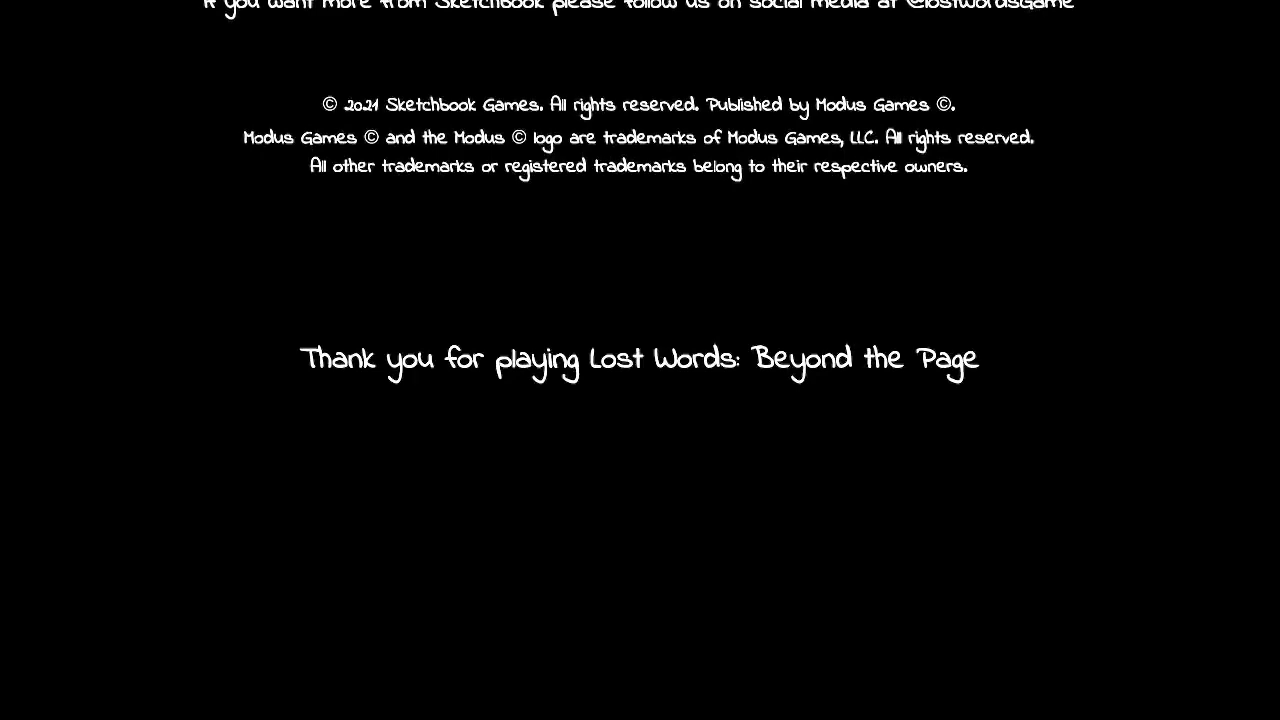 If you want more from Sketchbook please follow us on social media at @lostwordsgame
© 2021 Sketchbook Games. All rights reserved. Published by Modus Games ©.
Modus Games © and the Modus © logo are trademarks of Modus Games, LLC. All rights reserved.
All other trademarks or registered trademarks belong to their respective owners.
Thank you for playing Lost Words: Beyond the Page